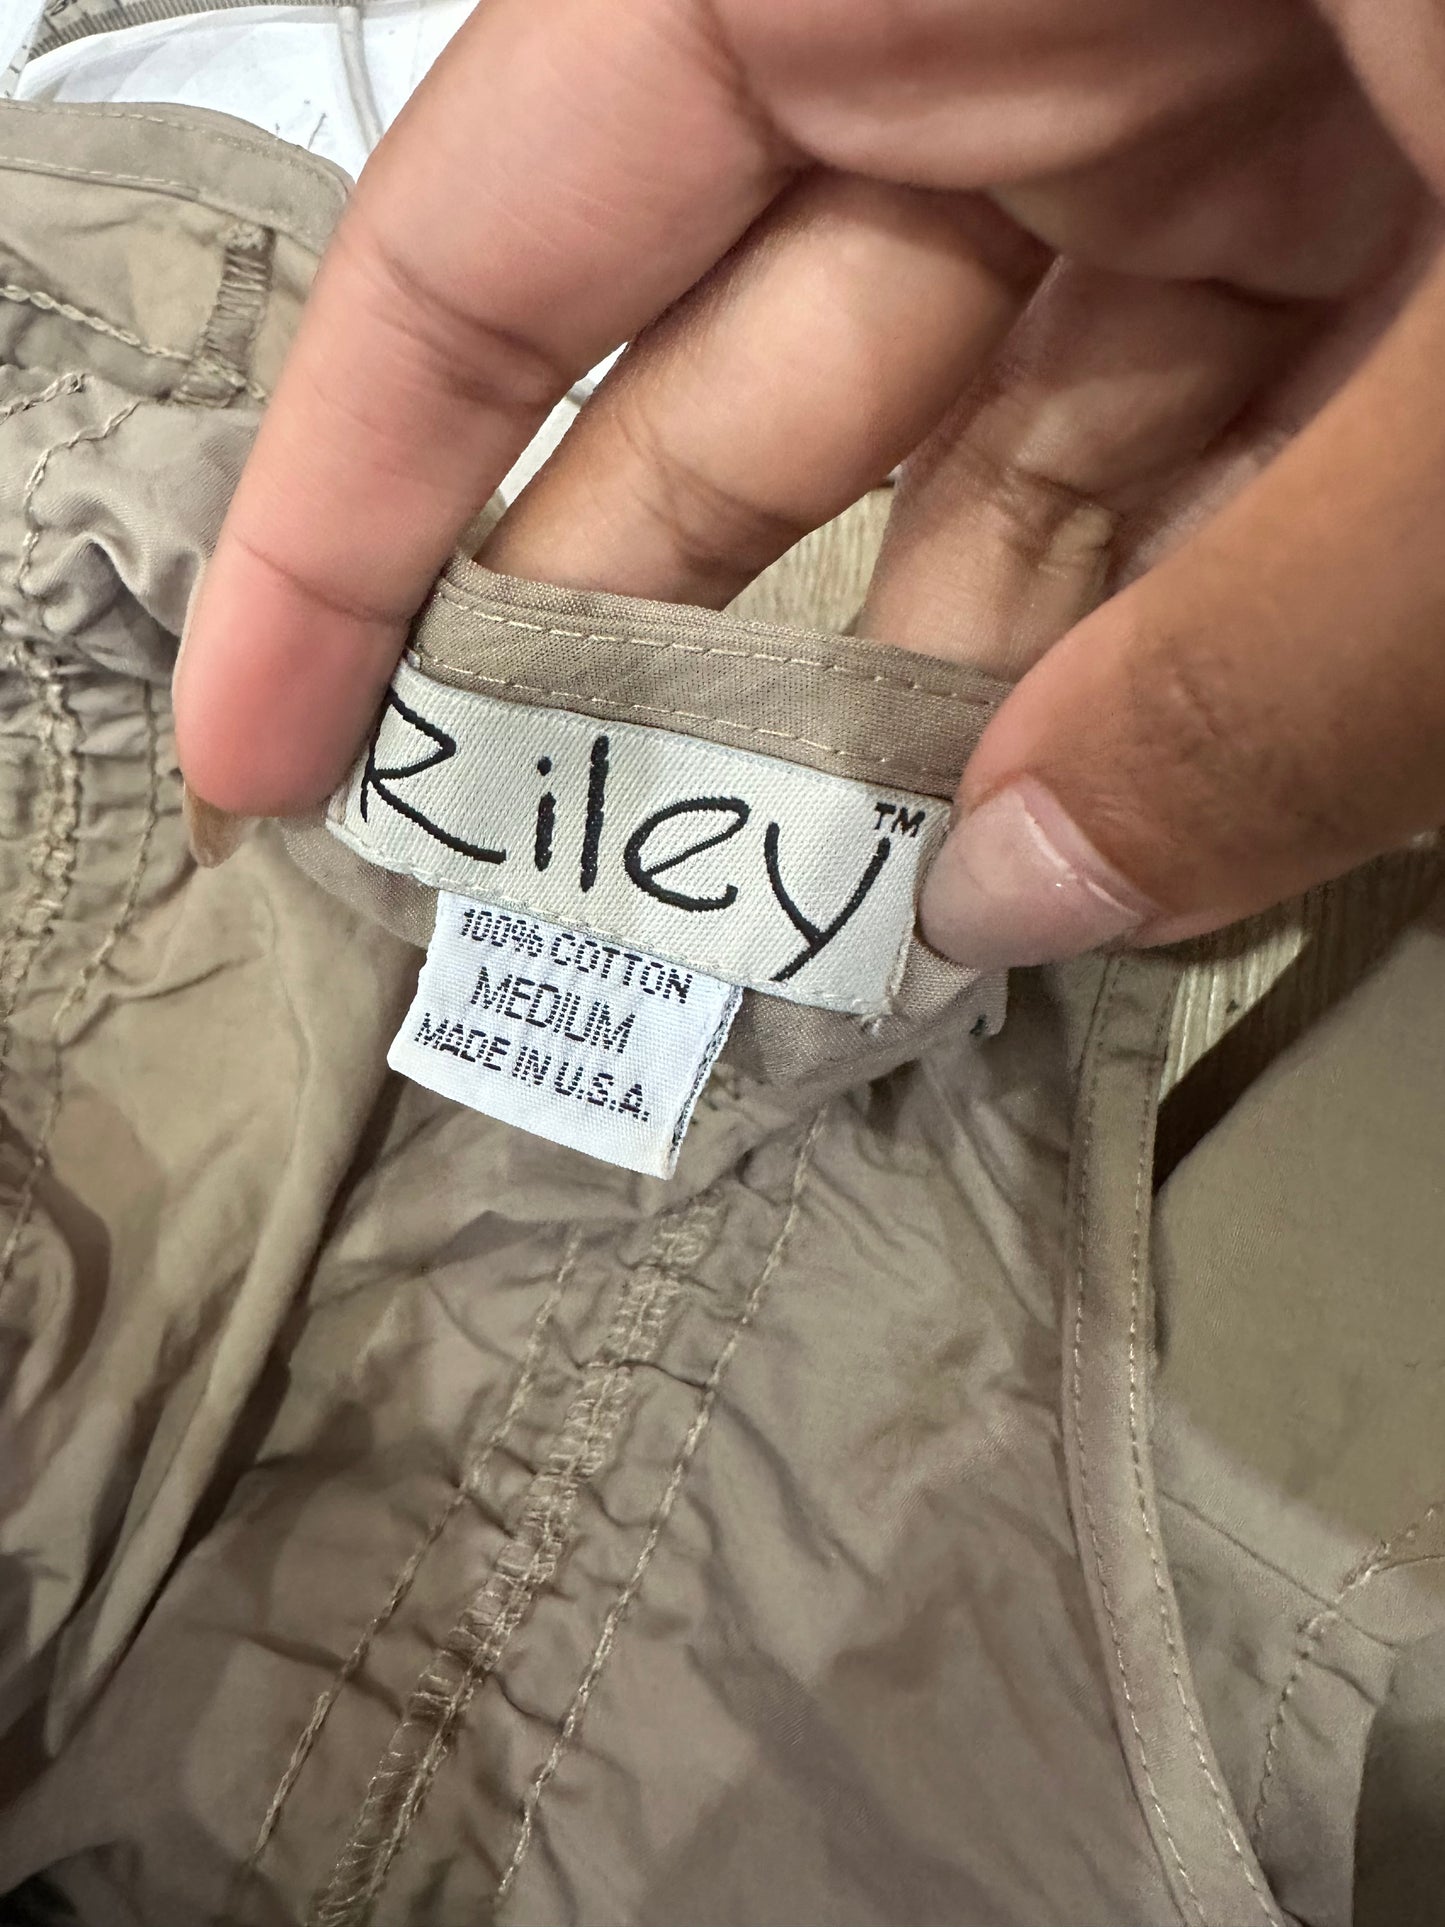 Riley™
100% COTTON
MEDIUM
MADE IN U.S.A.